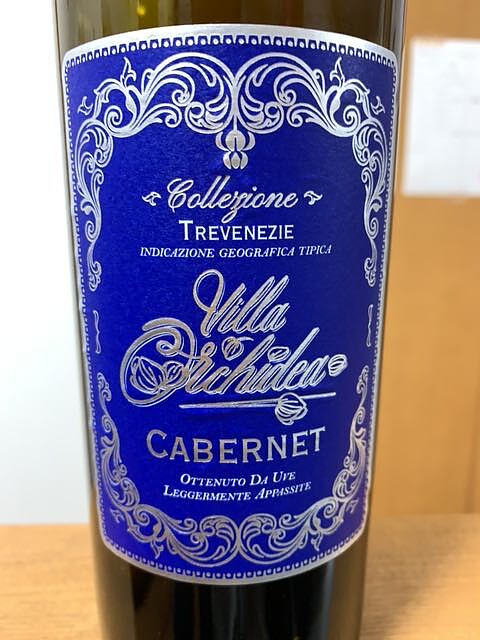 Collezione
TREVENEZIE
INDICAZIONE GEOGRAFICA TIPICA
Villa
Orchidea
CABERNET
OTTENUTO DA UVE
LEGGERMENTE APPASSITE